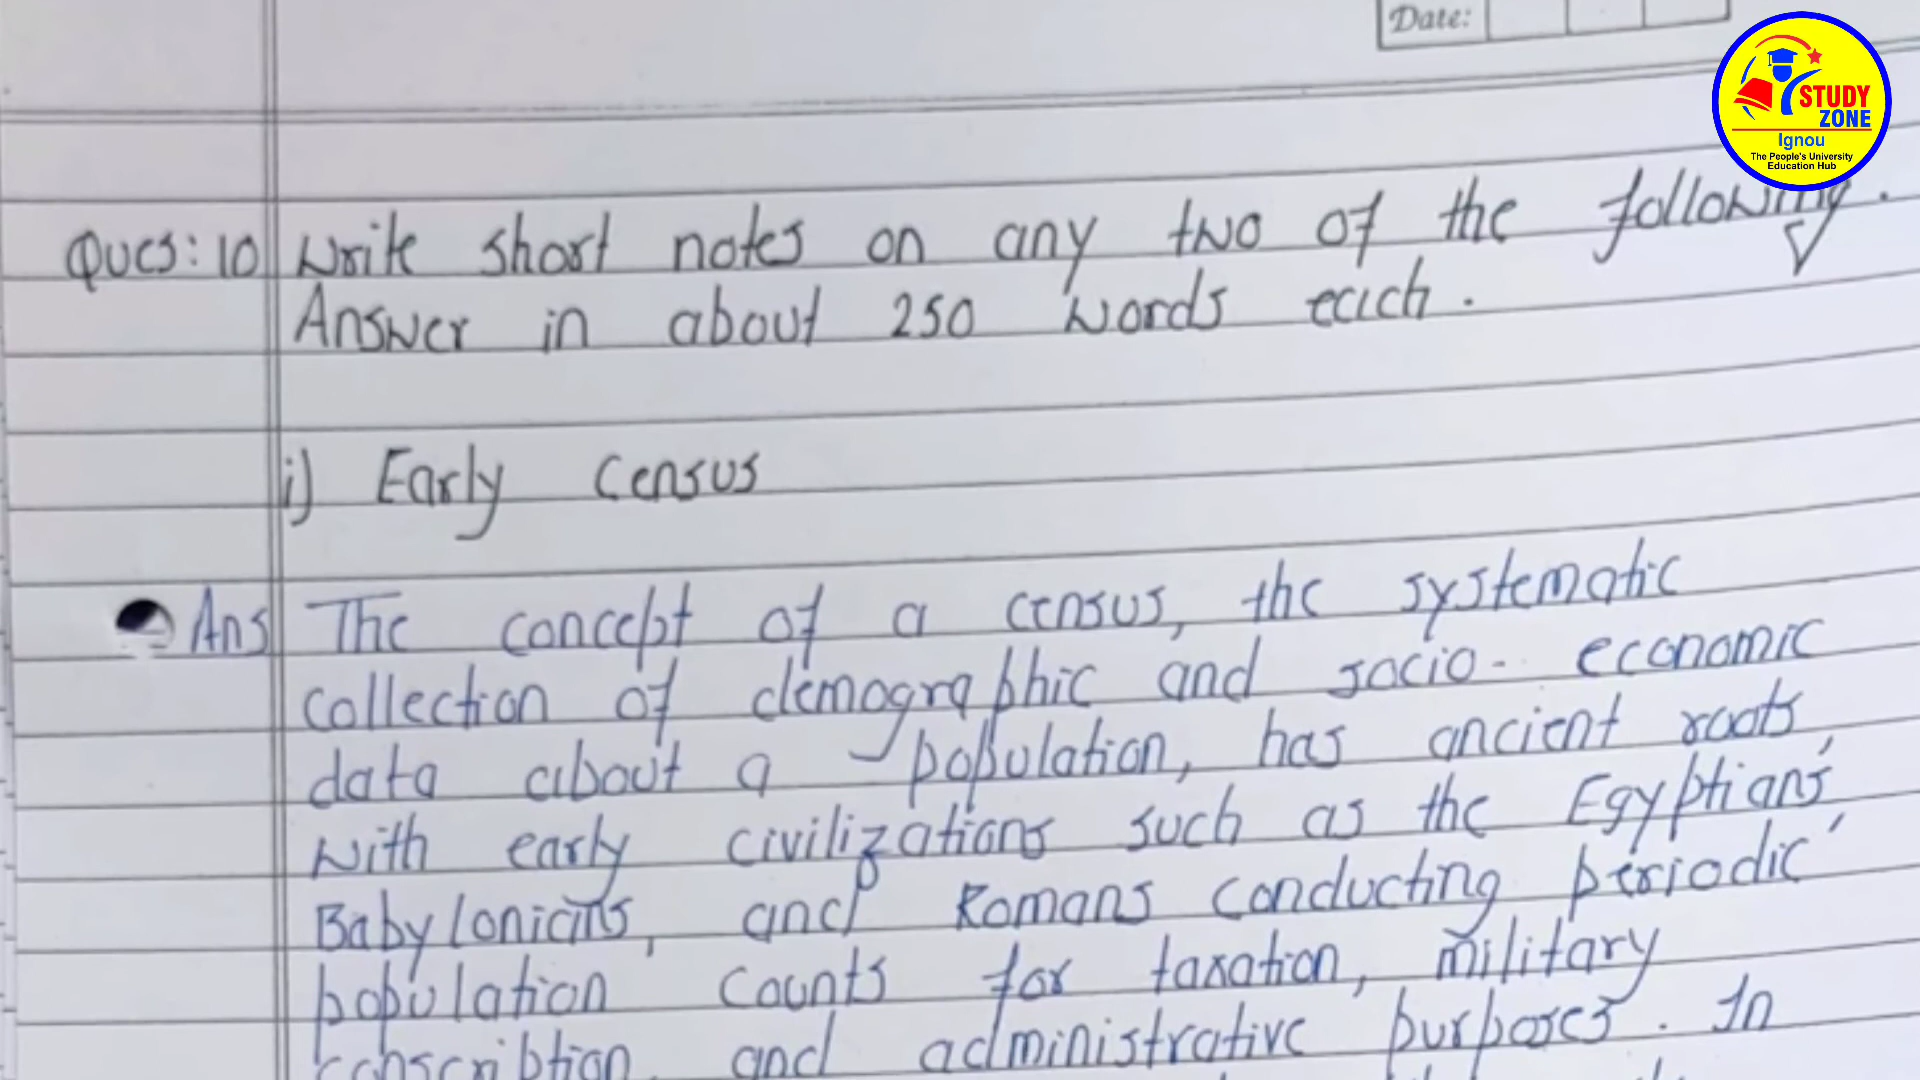 Date:
STUDY
ZONE
Ignou
The People's University
Education Hub
Ques: 10 Write short notes on any two of the following.
Answer in about 250 words each.
i) Early Census
Ans The concept of a census, the systematic
collection of demographic and socio-economic
data about a population, has ancient roots,
with early civilizations such as the Egyptians,
Babylonians, and Romans conducting periodic
population counts for taxation, military
conscription, and administrative purposes. In